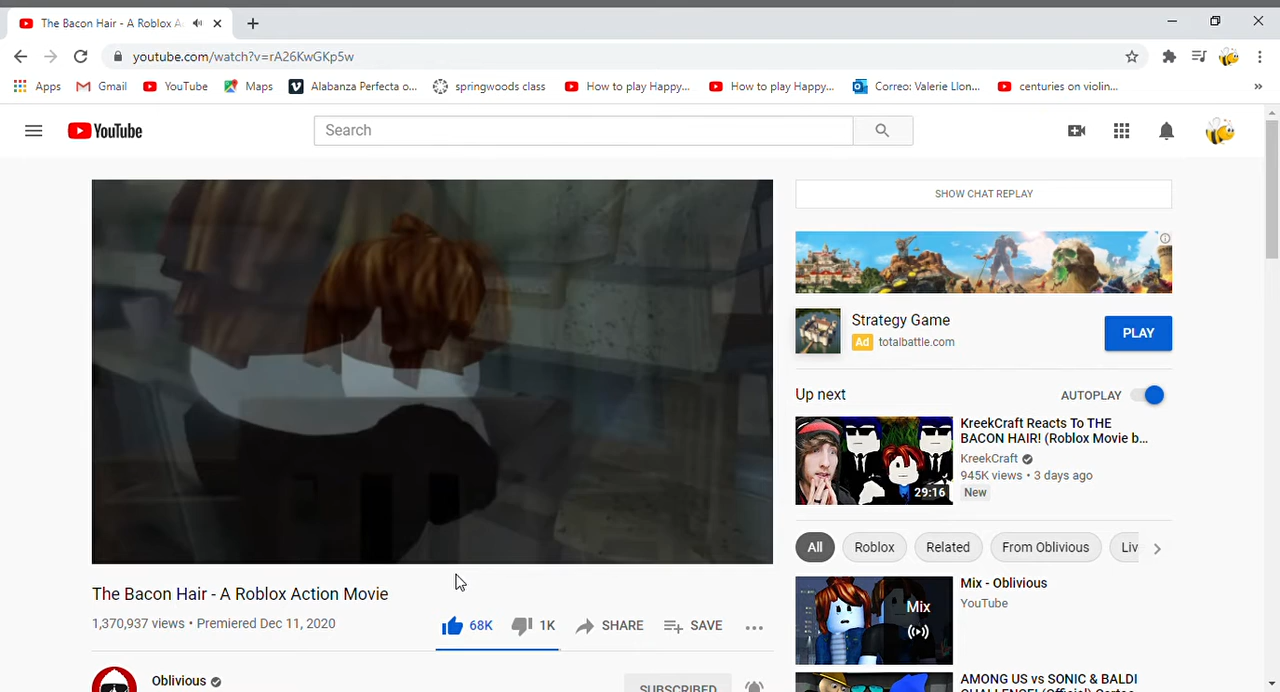 The Bacon Hair - A Roblox Ac
youtube.com/watch?v=rA26KwGKp5w
Apps Gmail YouTube Maps Alabanza Perfecta o... springwoods class How to play Happy... How to play Happy... Correo: Valerie Llon... centuries on violin... »
YouTube
Search
SHOW CHAT REPLAY
Strategy Game
Ad totalbattle.com
PLAY
Up next
AUTOPLAY
KreekCraft Reacts To THE
BACON HAIR! (Roblox Movie b...
KreekCraft
945K views • 3 days ago
New
29:16
All Roblox Related From Oblivious Liv
Mix - Oblivious
YouTube
Mix
The Bacon Hair - A Roblox Action Movie
1,370,937 views • Premiered Dec 11, 2020
68K 1K SHARE SAVE ...
Oblivious
SUBSCRIBED
AMONG US vs SONIC & BALDI
CHALLENGE! (Official) Cartoo